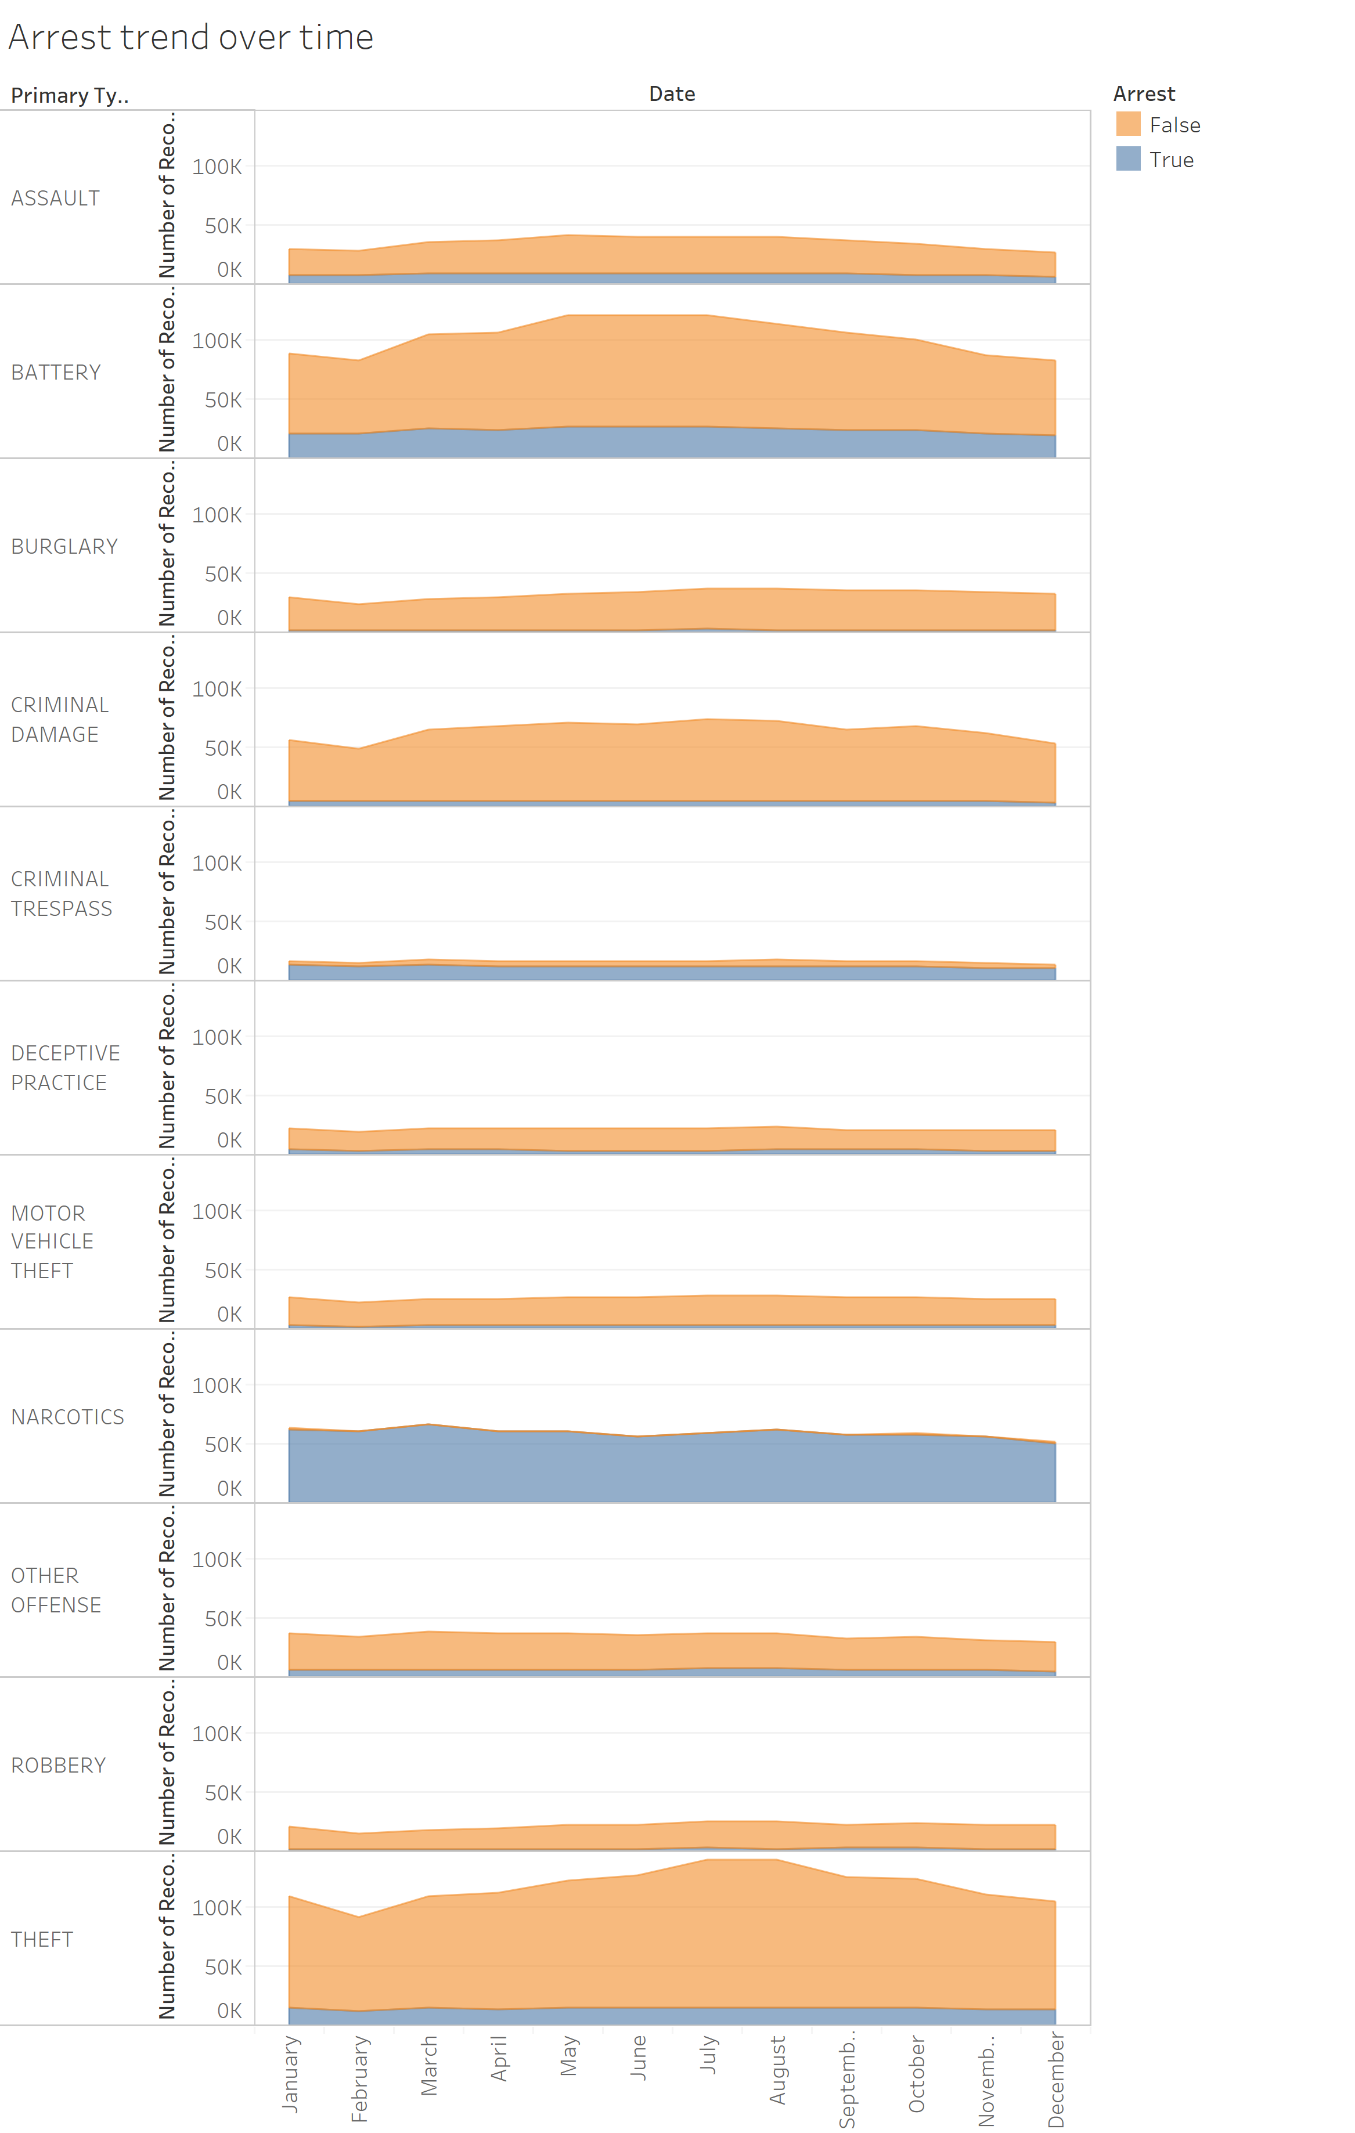 Arrest trend over time
Primary Ty..
Date
Arrest
False
True
ASSAULT
Number of Reco..
100K
50K
0K
BATTERY
Number of Reco..
100K
50K
0K
BURGLARY
Number of Reco..
100K
50K
0K
CRIMINAL
DAMAGE
Number of Reco..
100K
50K
0K
CRIMINAL
TRESPASS
Number of Reco..
100K
50K
0K
DECEPTIVE
PRACTICE
Number of Reco..
100K
50K
0K
MOTOR
VEHICLE
THEFT
Number of Reco..
100K
50K
0K
NARCOTICS
Number of Reco..
100K
50K
0K
OTHER
OFFENSE
Number of Reco..
100K
50K
0K
ROBBERY
Number of Reco..
100K
50K
0K
THEFT
Number of Reco..
100K
50K
0K
January
February
March
April
May
June
July
August
Septemb..
October
Novemb..
December